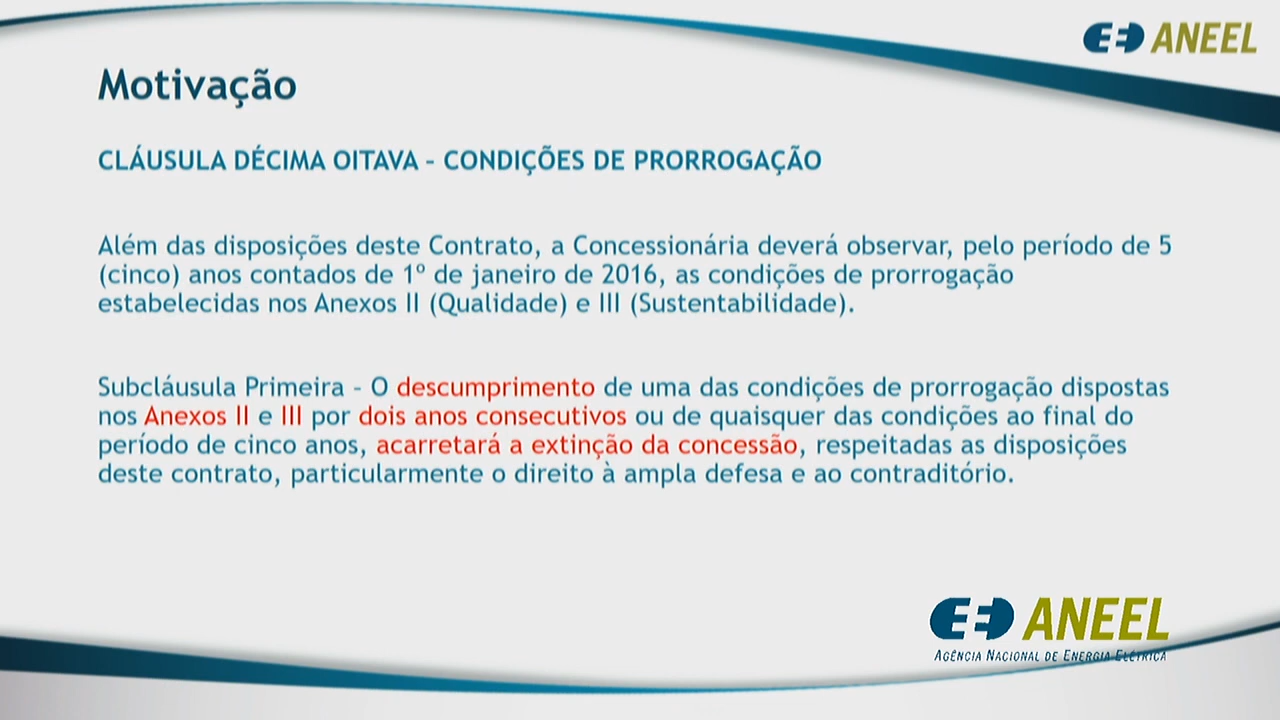 ANEEL
Motivação
CLÁUSULA DÉCIMA OITAVA – CONDIÇÕES DE PRORROGAÇÃO
Além das disposições deste Contrato, a Concessionária deverá observar, pelo período de 5
(cinco) anos contados de 1º de janeiro de 2016, as condições de prorrogação
estabelecidas nos Anexos II (Qualidade) e III (Sustentabilidade).
Subcláusula Primeira – O descumprimento de uma das condições de prorrogação dispostas
nos Anexos II e III por dois anos consecutivos ou de quaisquer das condições ao final do
período de cinco anos, acarretará a extinção da concessão, respeitadas as disposições
deste contrato, particularmente o direito à ampla defesa e ao contraditório.
ANEEL
AGÊNCIA NACIONAL DE ENERGIA ELÉTRICA